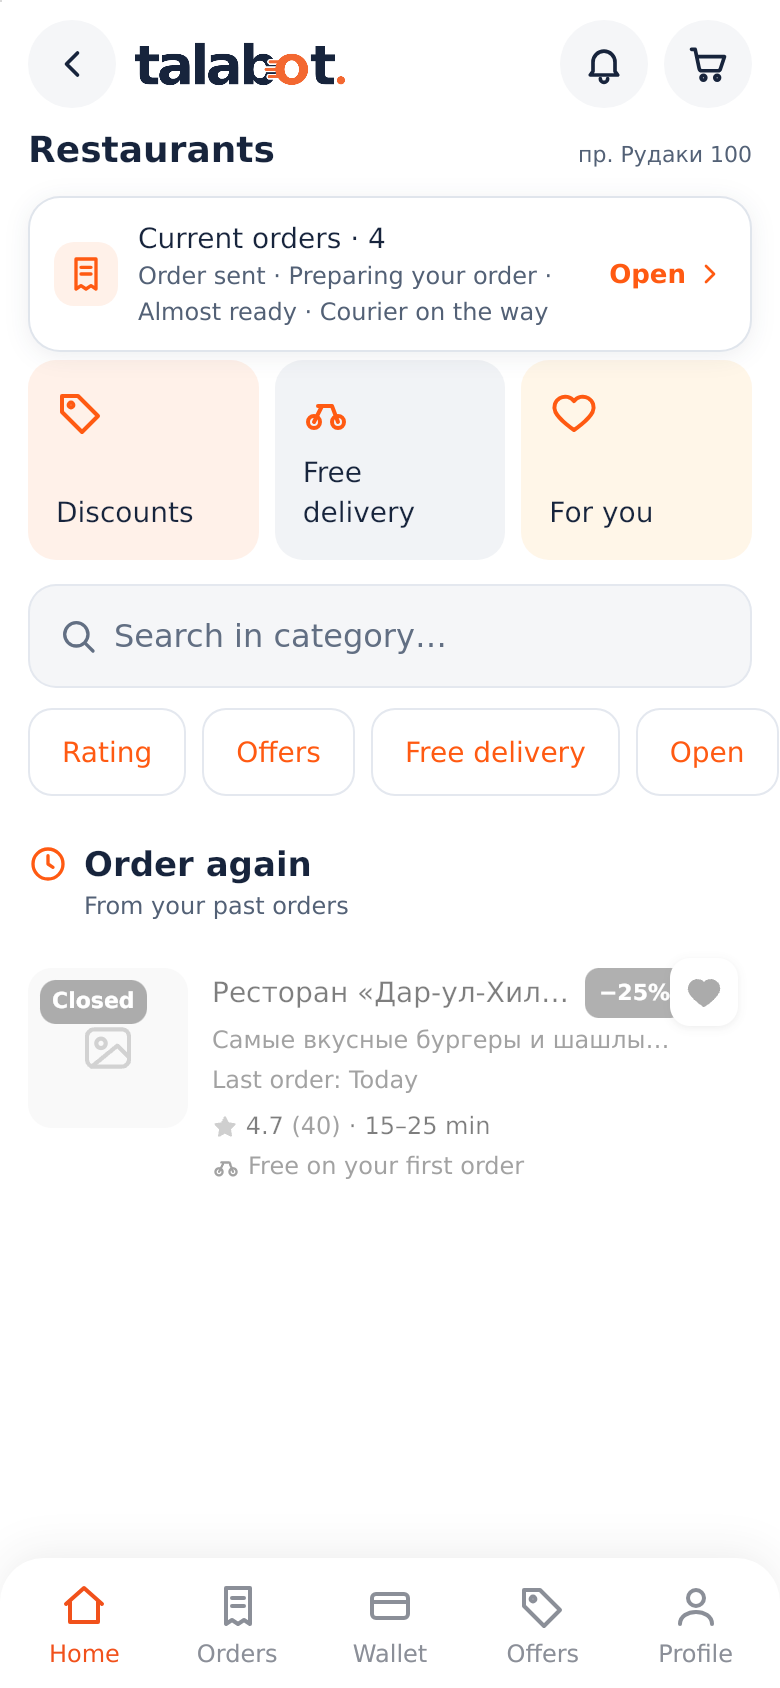 talabot.
Restaurants
пр. Рудаки 100
Current orders · 4
Order sent · Preparing your order ·
Almost ready · Courier on the way
Open
Discounts
Free
delivery
For you
Search in category...
Rating
Offers
Free delivery
Open
Order again
From your past orders
Closed
Ресторан «Дар-ул-Хил...
−25%
Самые вкусные бургеры и шашлы...
Last order: Today
4.7 (40) · 15–25 min
Free on your first order
Home
Orders
Wallet
Offers
Profile